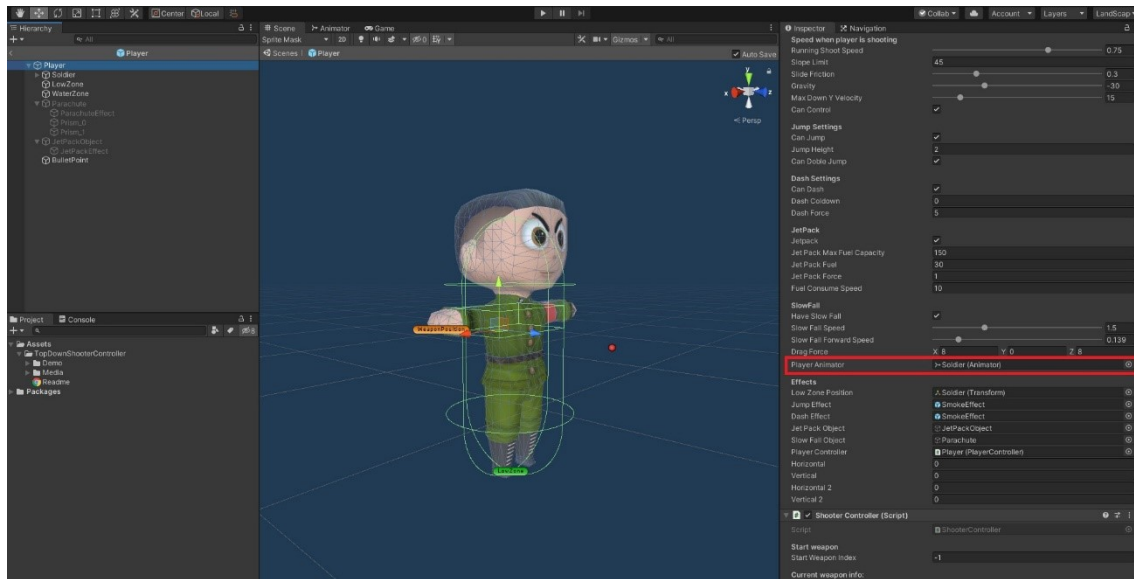 Center Local
Collab Account Layers LandScap
Hierarchy
Scene Animator Game
Inspector Navigation
All
Sprite Mask 2D
Gizmos All
Player
Scenes Player
Auto Save
Player
Soldier
LowZone
WaterZone
Parachute
ParachuteEffect
Prism_0
Prism_1
JetPackObject
JetPackEffect
BulletPoint
y
x z
Persp
WeaponPosition
LowZone
Project Console
Assets
TopDownShooterController
Demo
Media
Readme
Packages
Speed when player is shooting
Running Shoot Speed 0.75
Slope Limit 45
Slide Friction 0.3
Gravity -30
Max Down Y Velocity 15
Can Control
Jump Settings
Can Jump
Jump Height 2
Can Doble Jump
Dash Settings
Can Dash
Dash Coldown 0
Dash Force 5
JetPack
Jetpack
Jet Pack Max Fuel Capacity 150
Jet Pack Fuel 30
Jet Pack Force 1
Fuel Consume Speed 10
SlowFall
Have Slow Fall
Slow Fall Speed 1.5
Slow Fall Forward Speed 0.139
Drag Force X 8 Y 0 Z 8
Player Animator Soldier (Animator)
Effects
Low Zone Position Soldier (Transform)
Jump Effect SmokeEffect
Dash Effect SmokeEffect
Jet Pack Object JetPackObject
Slow Fall Object Parachute
Player Controller Player (PlayerController)
Horizontal 0
Vertical 0
Horizontal 2 0
Vertical 2 0
Shooter Controller (Script)
Script ShooterController
Start weapon
Start Weapon Index -1
Current weapon info: